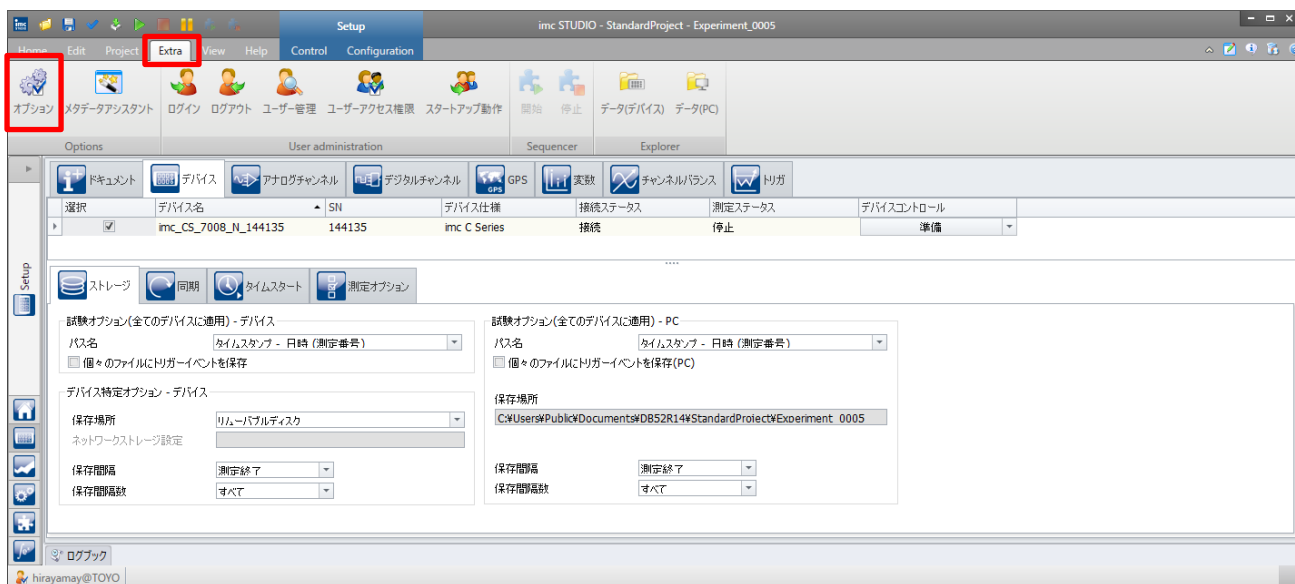 imc
Setup
imc STUDIO - StandardProject - Experiment_0005
Home Edit Project Extra View Help Control Configuration
オプション メタデータアシスタント ログイン ログアウト ユーザー管理 ユーザーアクセス権限 スタートアップ動作 開始 停止 データ(デバイス) データ(PC)
Options User administration Sequencer Explorer
ドキュメント デバイス アナログチャンネル デジタルチャンネル GPS GPS 変数 チャンネルバランス トリガ
選択 デバイス名 SN デバイス仕様 接続ステータス 測定ステータス デバイスコントロール
imc_CS_7008_N_144135 144135 imc C Series 接続 停止 準備
Setup
ストレージ 同期 タイムスタート 測定オプション
試験オプション(全てのデバイスに適用) - デバイス
パス名 タイムスタンプ - 日時 (測定番号)
個々のファイルにトリガーイベントを保存
デバイス特定オプション - デバイス
保存場所 リムーバブルディスク
ネットワークストレージ設定
保存間隔 測定終了
保存間隔数 すべて
試験オプション(全てのデバイスに適用) - PC
パス名 タイムスタンプ - 日時 (測定番号)
個々のファイルにトリガーイベントを保存(PC)
保存場所
C:¥Users¥Public¥Documents¥DB52R14¥StandardProject¥Experiment_0005
保存間隔 測定終了
保存間隔数 すべて
ログブック
hirayamay@TOYO